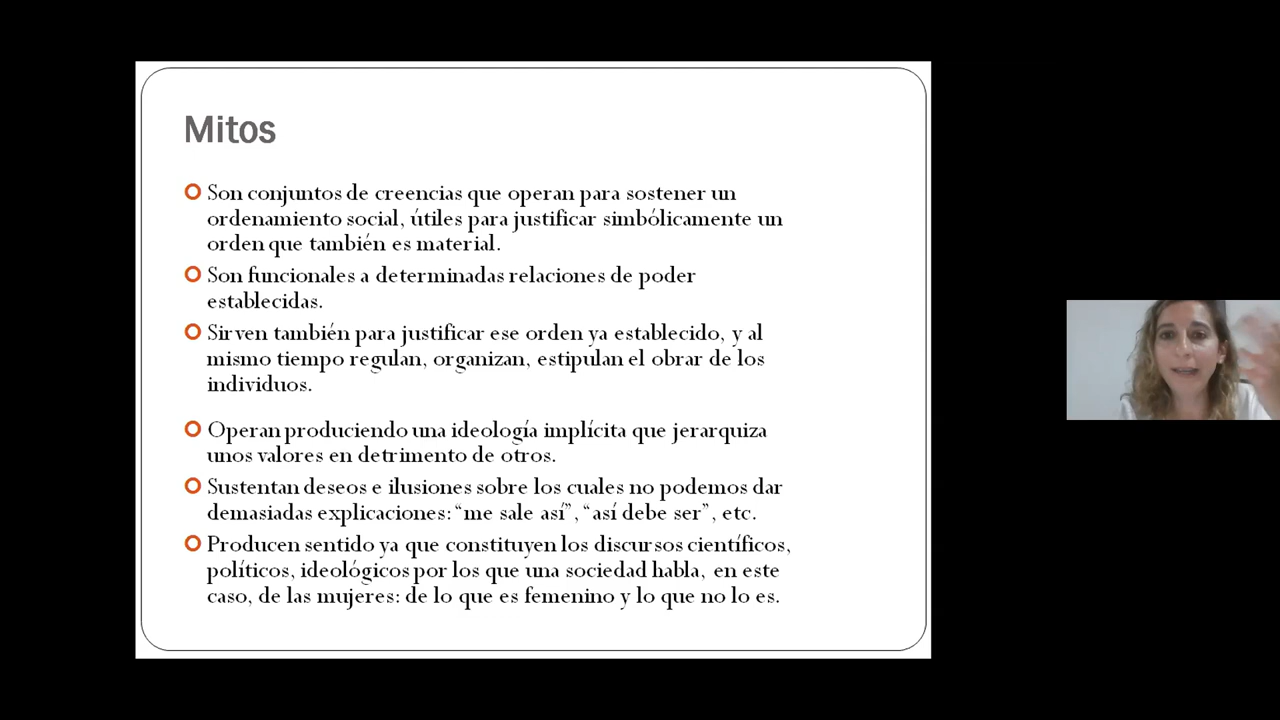 Mitos
Son conjuntos de creencias que operan para sostener un
ordenamiento social, útiles para justificar simbólicamente un
orden que también es material.
Son funcionales a determinadas relaciones de poder
establecidas.
Sirven también para justificar ese orden ya establecido, y al
mismo tiempo regulan, organizan, estipulan el obrar de los
individuos.
Operan produciendo una ideología implícita que jerarquiza
unos valores en detrimento de otros.
Sustentan deseos e ilusiones sobre los cuales no podemos dar
demasiadas explicaciones: “me sale así”, “así debe ser”, etc.
Producen sentido ya que constituyen los discursos científicos,
políticos, ideológicos por los que una sociedad habla, en este
caso, de las mujeres: de lo que es femenino y lo que no lo es.